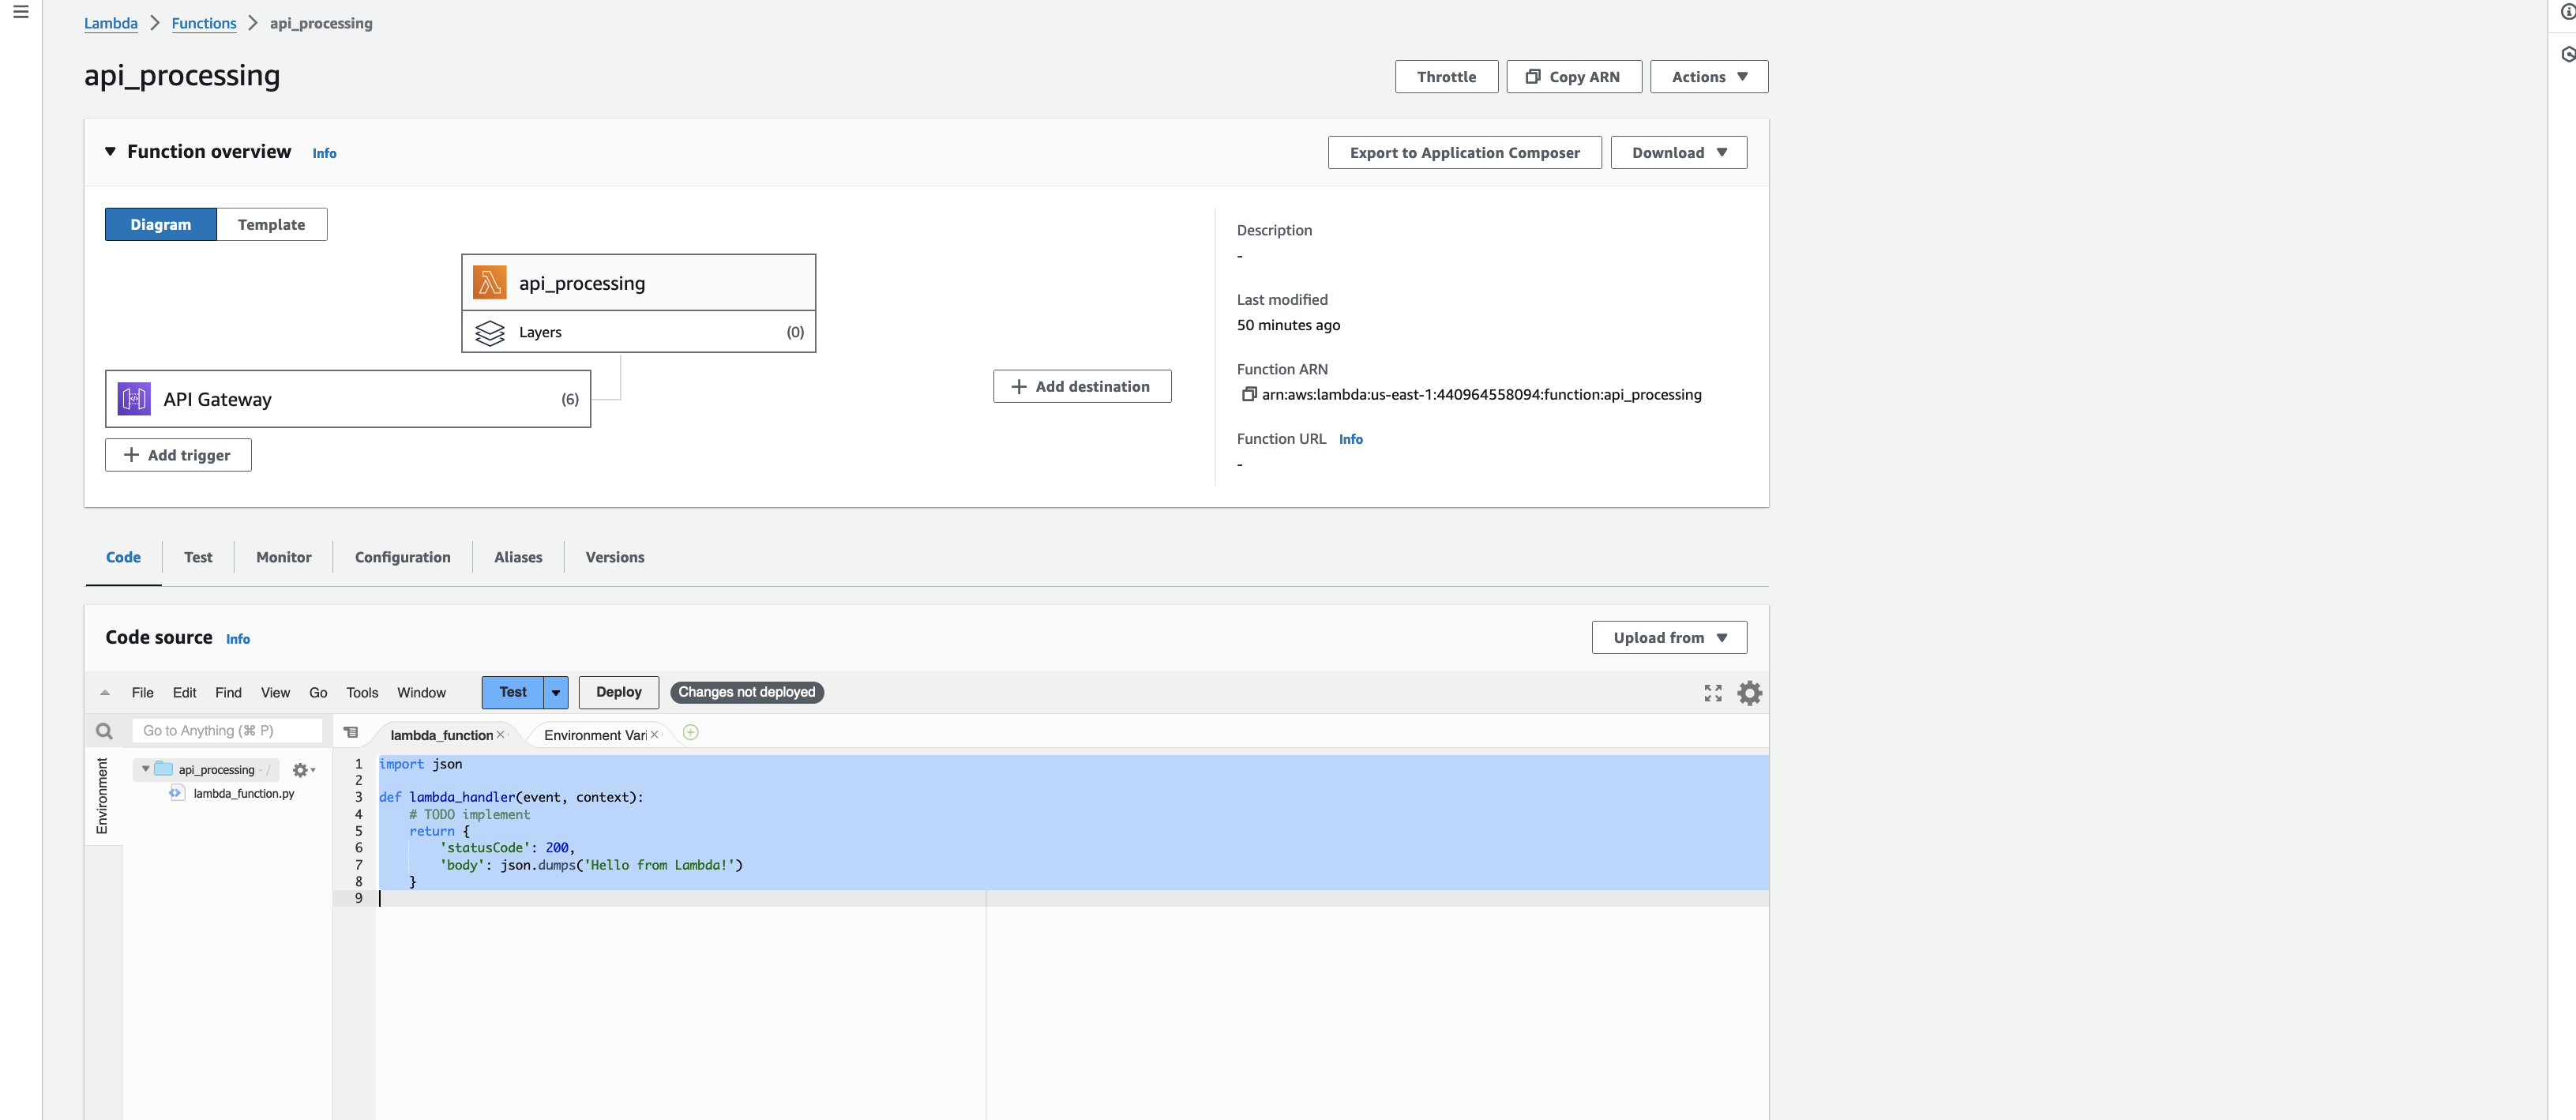 Lambda > Functions > api_processing
api_processing
Throttle
Copy ARN
Actions
Function overview Info
Export to Application Composer
Download
Diagram
Template
api_processing
Layers (0)
API Gateway (6)
Add trigger
Add destination
Description
-
Last modified
50 minutes ago
Function ARN
arn:aws:lambda:us-east-1:440964558094:function:api_processing
Function URL Info
-
Code
Test
Monitor
Configuration
Aliases
Versions
Code source Info
Upload from
File Edit Find View Go Tools Window
Test
Deploy
Changes not deployed
Go to Anything (⌘ P)
lambda_function
Environment Vari
Environment
api_processing - /
lambda_function.py
1 import json
2
3 def lambda_handler(event, context):
4 # TODO implement
5 return {
6 'statusCode': 200,
7 'body': json.dumps('Hello from Lambda!')
8 }
9